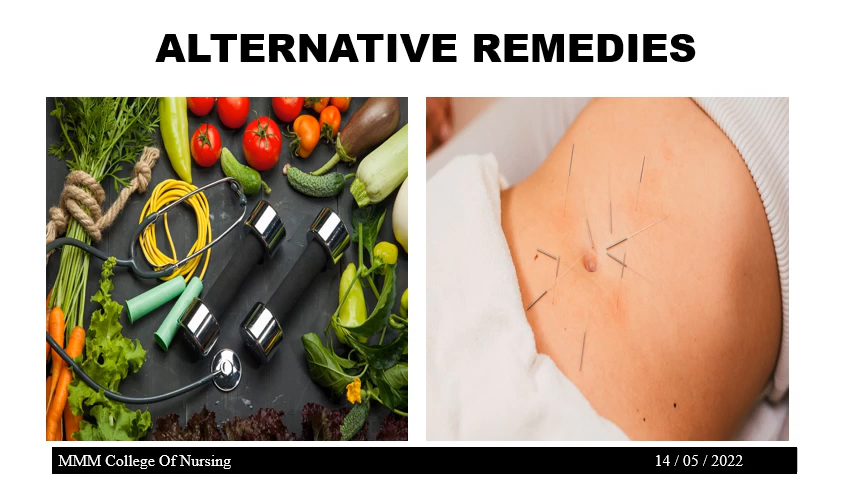 ALTERNATIVE REMEDIES
MMM College Of Nursing 14 / 05 / 2022